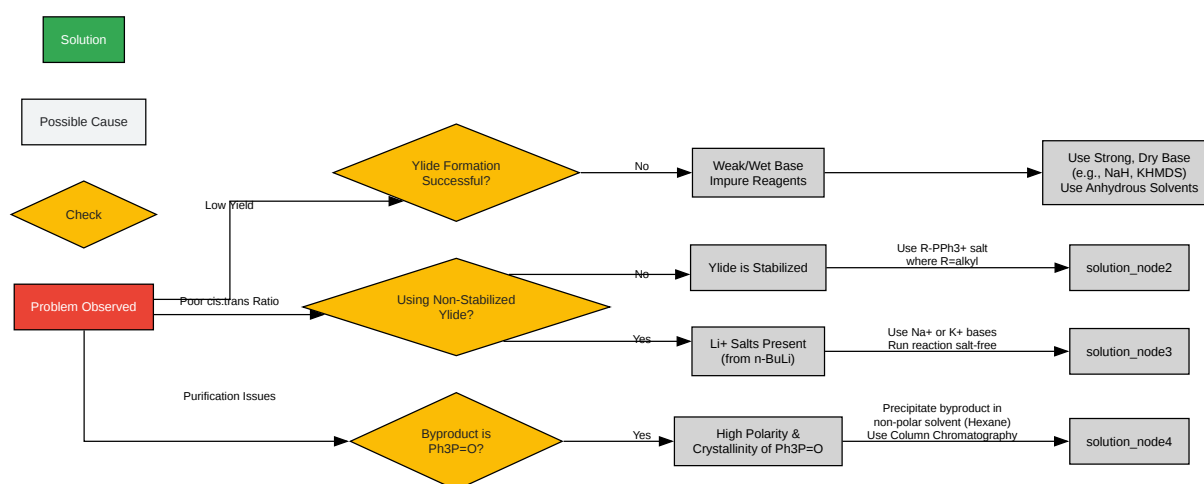 Solution
Possible Cause
Check
Problem Observed
Low Yield
Poor cis:trans Ratio
Purification Issues
Ylide Formation
Successful?
No
Weak/Wet Base
Impure Reagents
Use Strong, Dry Base
(e.g., NaH, KHMDS)
Use Anhydrous Solvents
Using Non-Stabilized
Ylide?
No
Ylide is Stabilized
Use R-PPh3+ salt
where R=alkyl
solution_node2
Yes
Li+ Salts Present
(from n-BuLi)
Use Na+ or K+ bases
Run reaction salt-free
solution_node3
Byproduct is
Ph3P=O?
Yes
High Polarity &
Crystallinity of Ph3P=O
Precipitate byproduct in
non-polar solvent (Hexane)
Use Column Chromatography
solution_node4